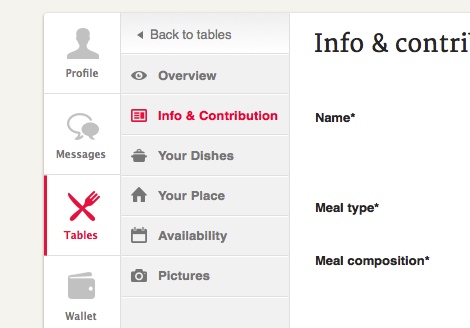 Profile
Messages
Tables
Wallet
Back to tables
Overview
Info & Contribution
Your Dishes
Your Place
Availability
Pictures
Info & contri
Name*
Meal type*
Meal composition*